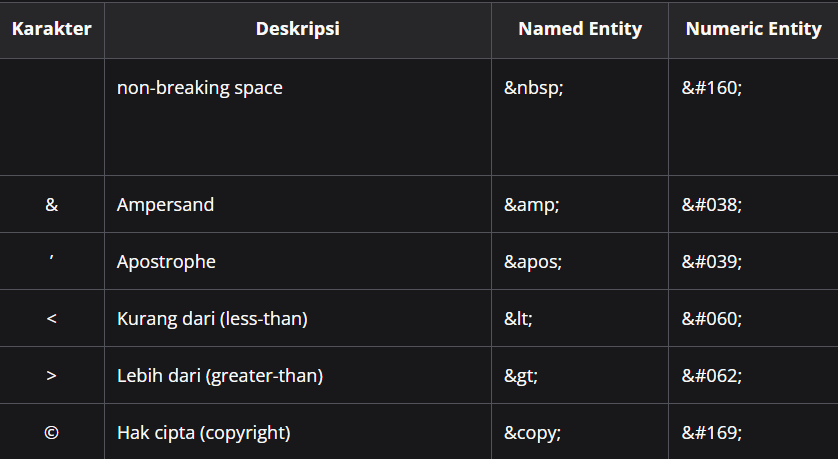 Karakter Deskripsi Named Entity Numeric Entity
non-breaking space &nbsp; &#160;
& Ampersand &amp; &#038;
′ Apostrophe &apos; &#039;
< Kurang dari (less-than) &lt; &#060;
> Lebih dari (greater-than) &gt; &#062;
© Hak cipta (copyright) &copy; &#169;